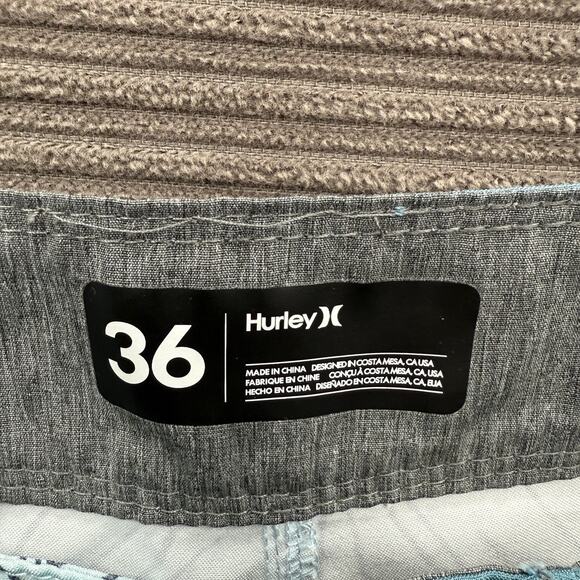 36
Hurley
MADE IN CHINA DESIGNED IN COSTA MESA, CA USA
FABRIQUE EN CHINE CONÇU À COSTA MESA, CA, USA
HECHO EN CHINA DISEÑADO EN COSTA MESA, CA, EUA